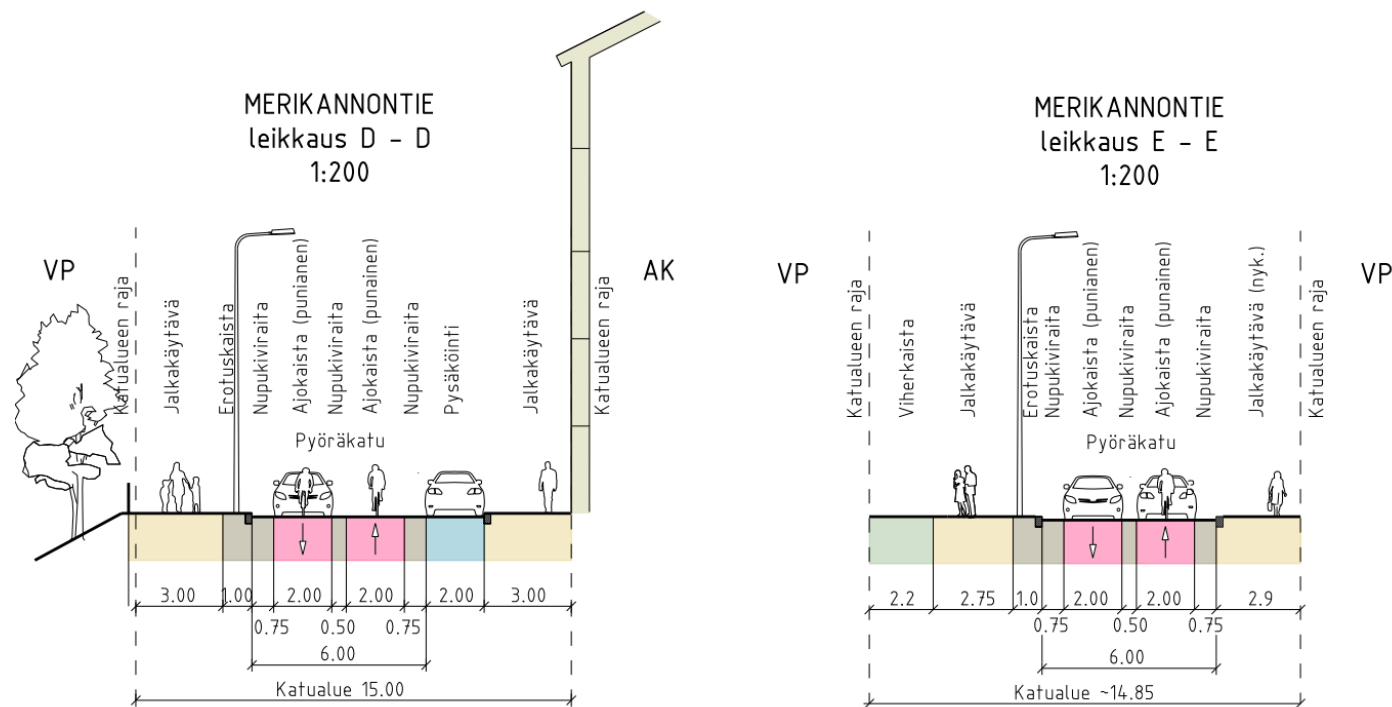 MERIKANNONTIE
leikkaus D - D
1:200
VP
AK
Katualueen raja
Jalkakäytävä
Erotuskaista
Nupukiviraita
Ajokaista (punianen)
Nupukiviraita
Ajokaista (punainen)
Nupukiviraita
Pysäköinti
Jalkakäytävä
Katualueen raja
Pyöräkatu
3.00 1.00 2.00 2.00 2.00 3.00
0.75 0.50 0.75
6.00
Katualue 15.00
MERIKANNONTIE
leikkaus E - E
1:200
VP
VP
Katualueen raja
Viherkaista
Jalkakäytävä
Erotuskaista
Nupukiviraita
Ajokaista (punianen)
Nupukiviraita
Ajokaista (punainen)
Nupukiviraita
Jalkakäytävä (nyk.)
Katualueen raja
Pyöräkatu
2.2 2.75 1.0 2.00 2.00 2.9
0.75 0.50 0.75
6.00
Katualue ~14.85